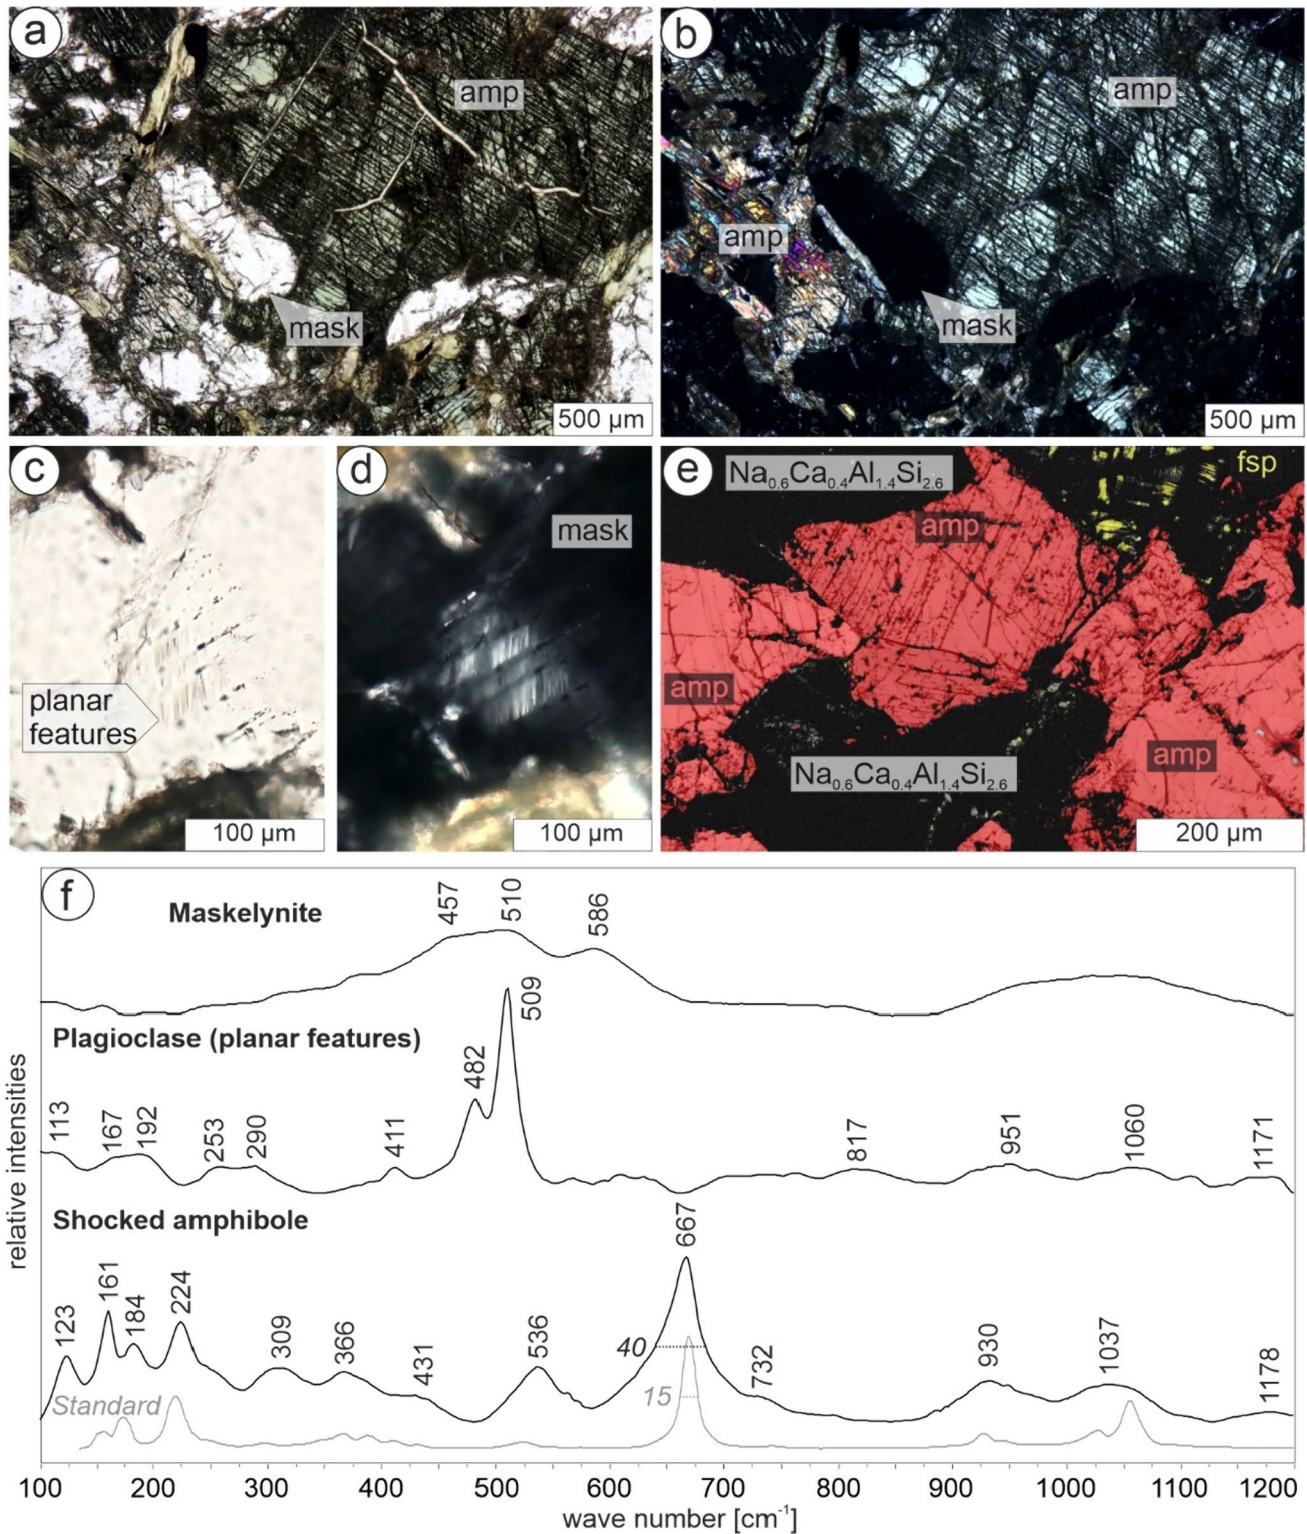 a
amp
mask
500 µm
b
amp
amp
mask
500 µm
c
planar
features
100 µm
d
mask
100 µm
e
Na0.6Ca0.4Al1.4Si2.6
fsp
amp
amp
amp
Na0.6Ca0.4Al1.4Si2.6
200 µm
f
Maskelynite
457
510
586
Plagioclase (planar features)
113
167
192
253
290
411
482
509
817
951
1060
1171
Shocked amphibole
123
161
184
224
309
366
431
536
667
40
15
732
930
1037
1178
Standard
relative intensities
100 200 300 400 500 600 700 800 900 1000 1100 1200
wave number [cm-1]